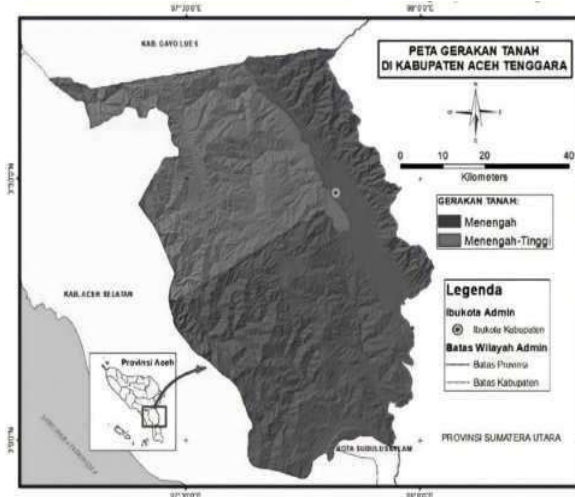 KAB. GAYO LUES
PETA GERAKAN TANAH
DI KABUPATEN ACEH TENGGARA
0 10 20 40
Kilometers
GERAKAN TANAH:
Menengah
Menengah-Tinggi
KAB. ACEH SELATAN
Legenda
Ibukota Admin
Ibukota Kabupaten
Batas Wilayah Admin
Batas Provinsi
Batas Kabupaten
Provinsi Aceh
KOTA SUBULUSSALAM
PROVINSI SUMATERA UTARA